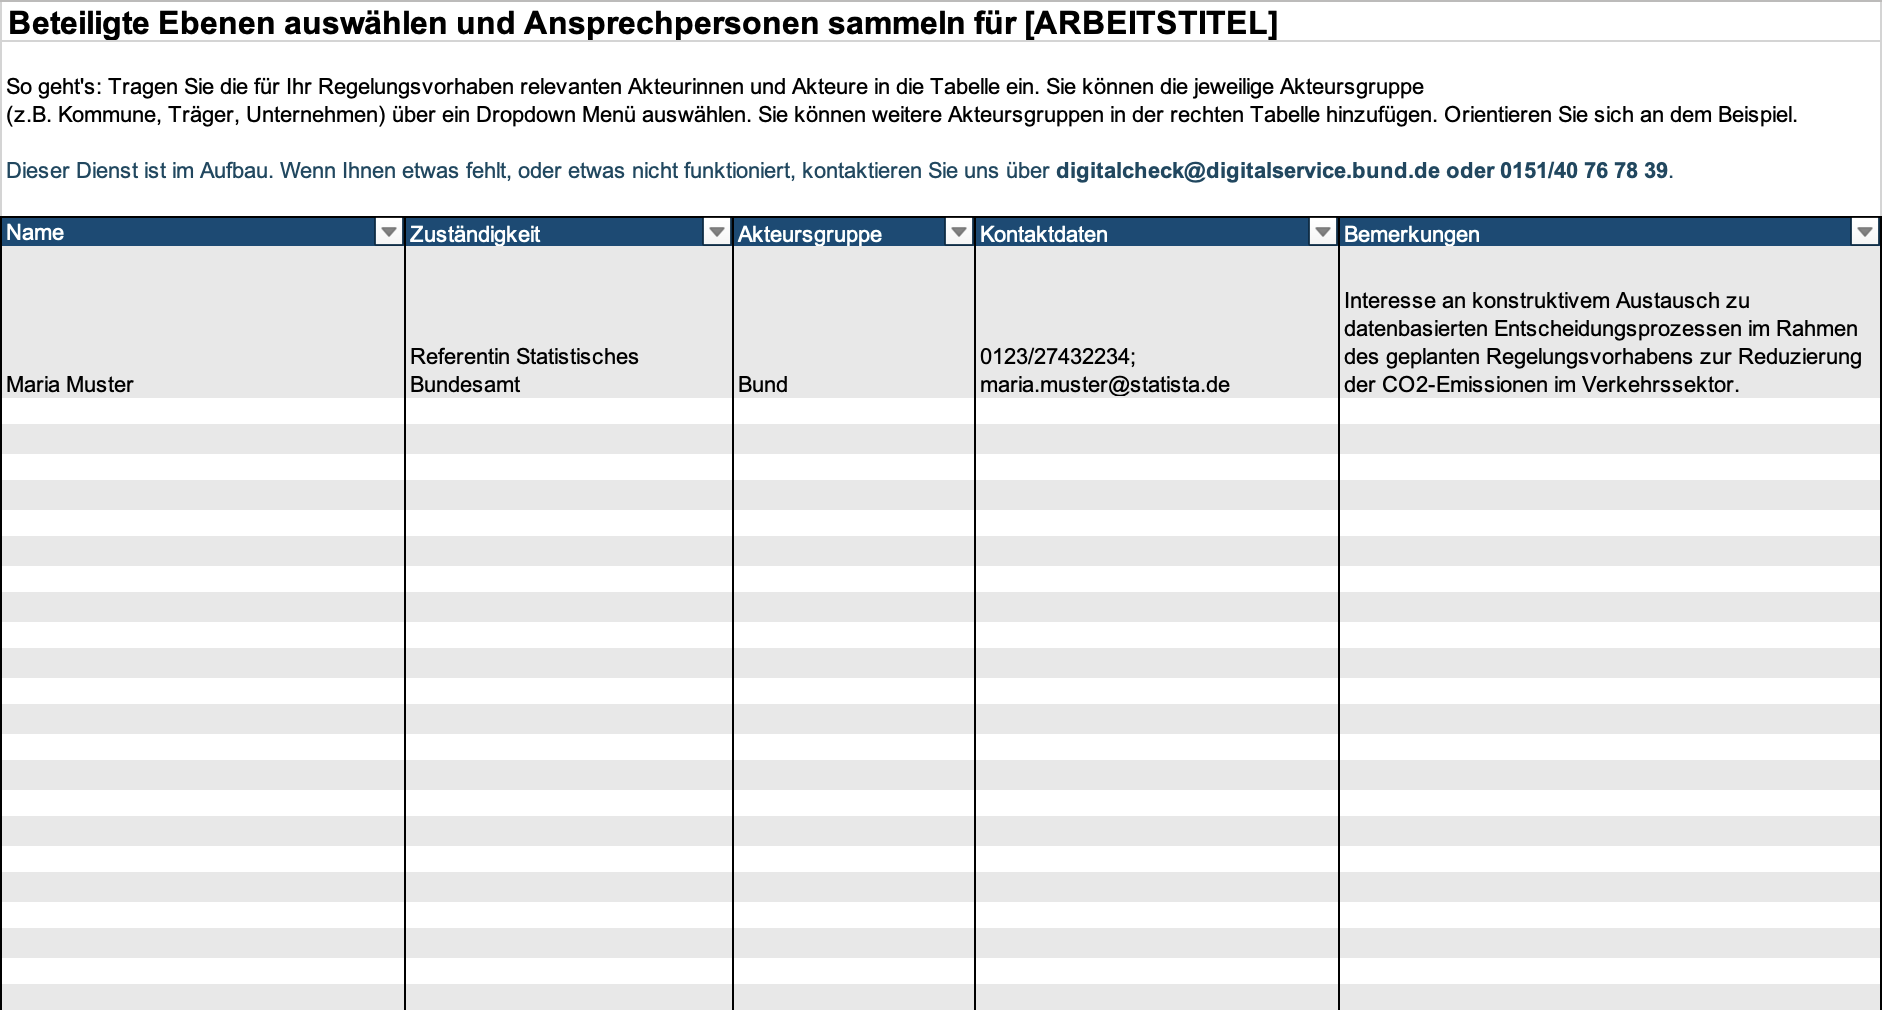 Beteiligte Ebenen auswählen und Ansprechpersonen sammeln für [ARBEITSTITEL]
So geht's: Tragen Sie die für Ihr Regelungsvorhaben relevanten Akteurinnen und Akteure in die Tabelle ein. Sie können die jeweilige Akteursgruppe
(z.B. Kommune, Träger, Unternehmen) über ein Dropdown Menü auswählen. Sie können weitere Akteursgruppen in der rechten Tabelle hinzufügen. Orientieren Sie sich an dem Beispiel.
Dieser Dienst ist im Aufbau. Wenn Ihnen etwas fehlt, oder etwas nicht funktioniert, kontaktieren Sie uns über digitalcheck@digitalservice.bund.de oder 0151/40 76 78 39.
Name Zuständigkeit Akteursgruppe Kontaktdaten Bemerkungen
Maria Muster
Referentin Statistisches
Bundesamt
Bund
0123/27432234;
maria.muster@statista.de
Interesse an konstruktivem Austausch zu
datenbasierten Entscheidungsprozessen im Rahmen
des geplanten Regelungsvorhabens zur Reduzierung
der CO2-Emissionen im Verkehrssektor.